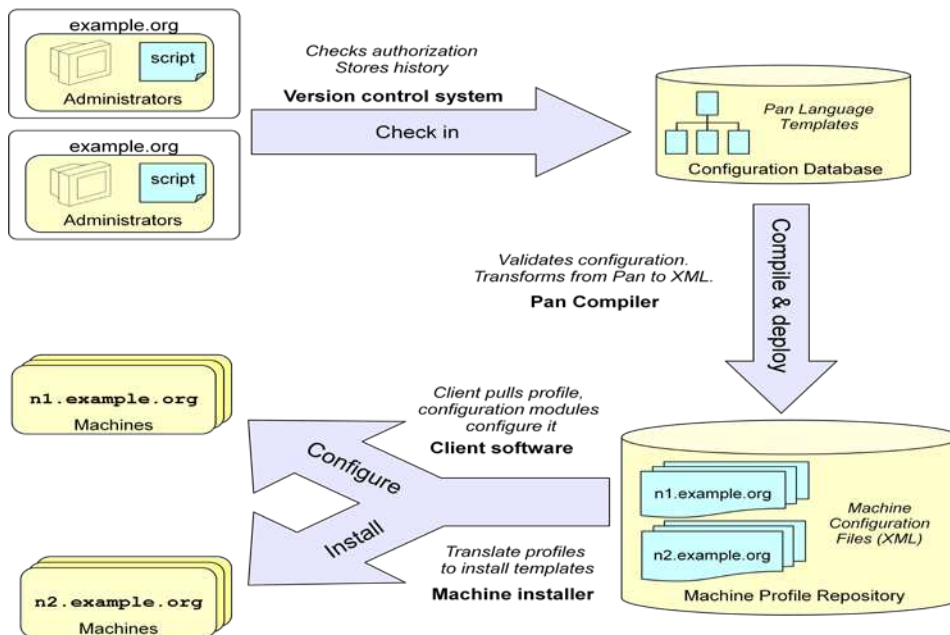 example.org
script
Administrators
example.org
script
Administrators
Checks authorization
Stores history
Version control system
Check in
Pan Language
Templates
Configuration Database
Validates configuration.
Transforms from Pan to XML.
Pan Compiler
Compile & deploy
n1.example.org
Machines
Client pulls profile,
configuration modules
configure it
Client software
Configure
Install
Translate profiles
to install templates
Machine installer
n2.example.org
Machines
n1.example.org
n2.example.org
Machine
Configuration
Files (XML)
Machine Profile Repository